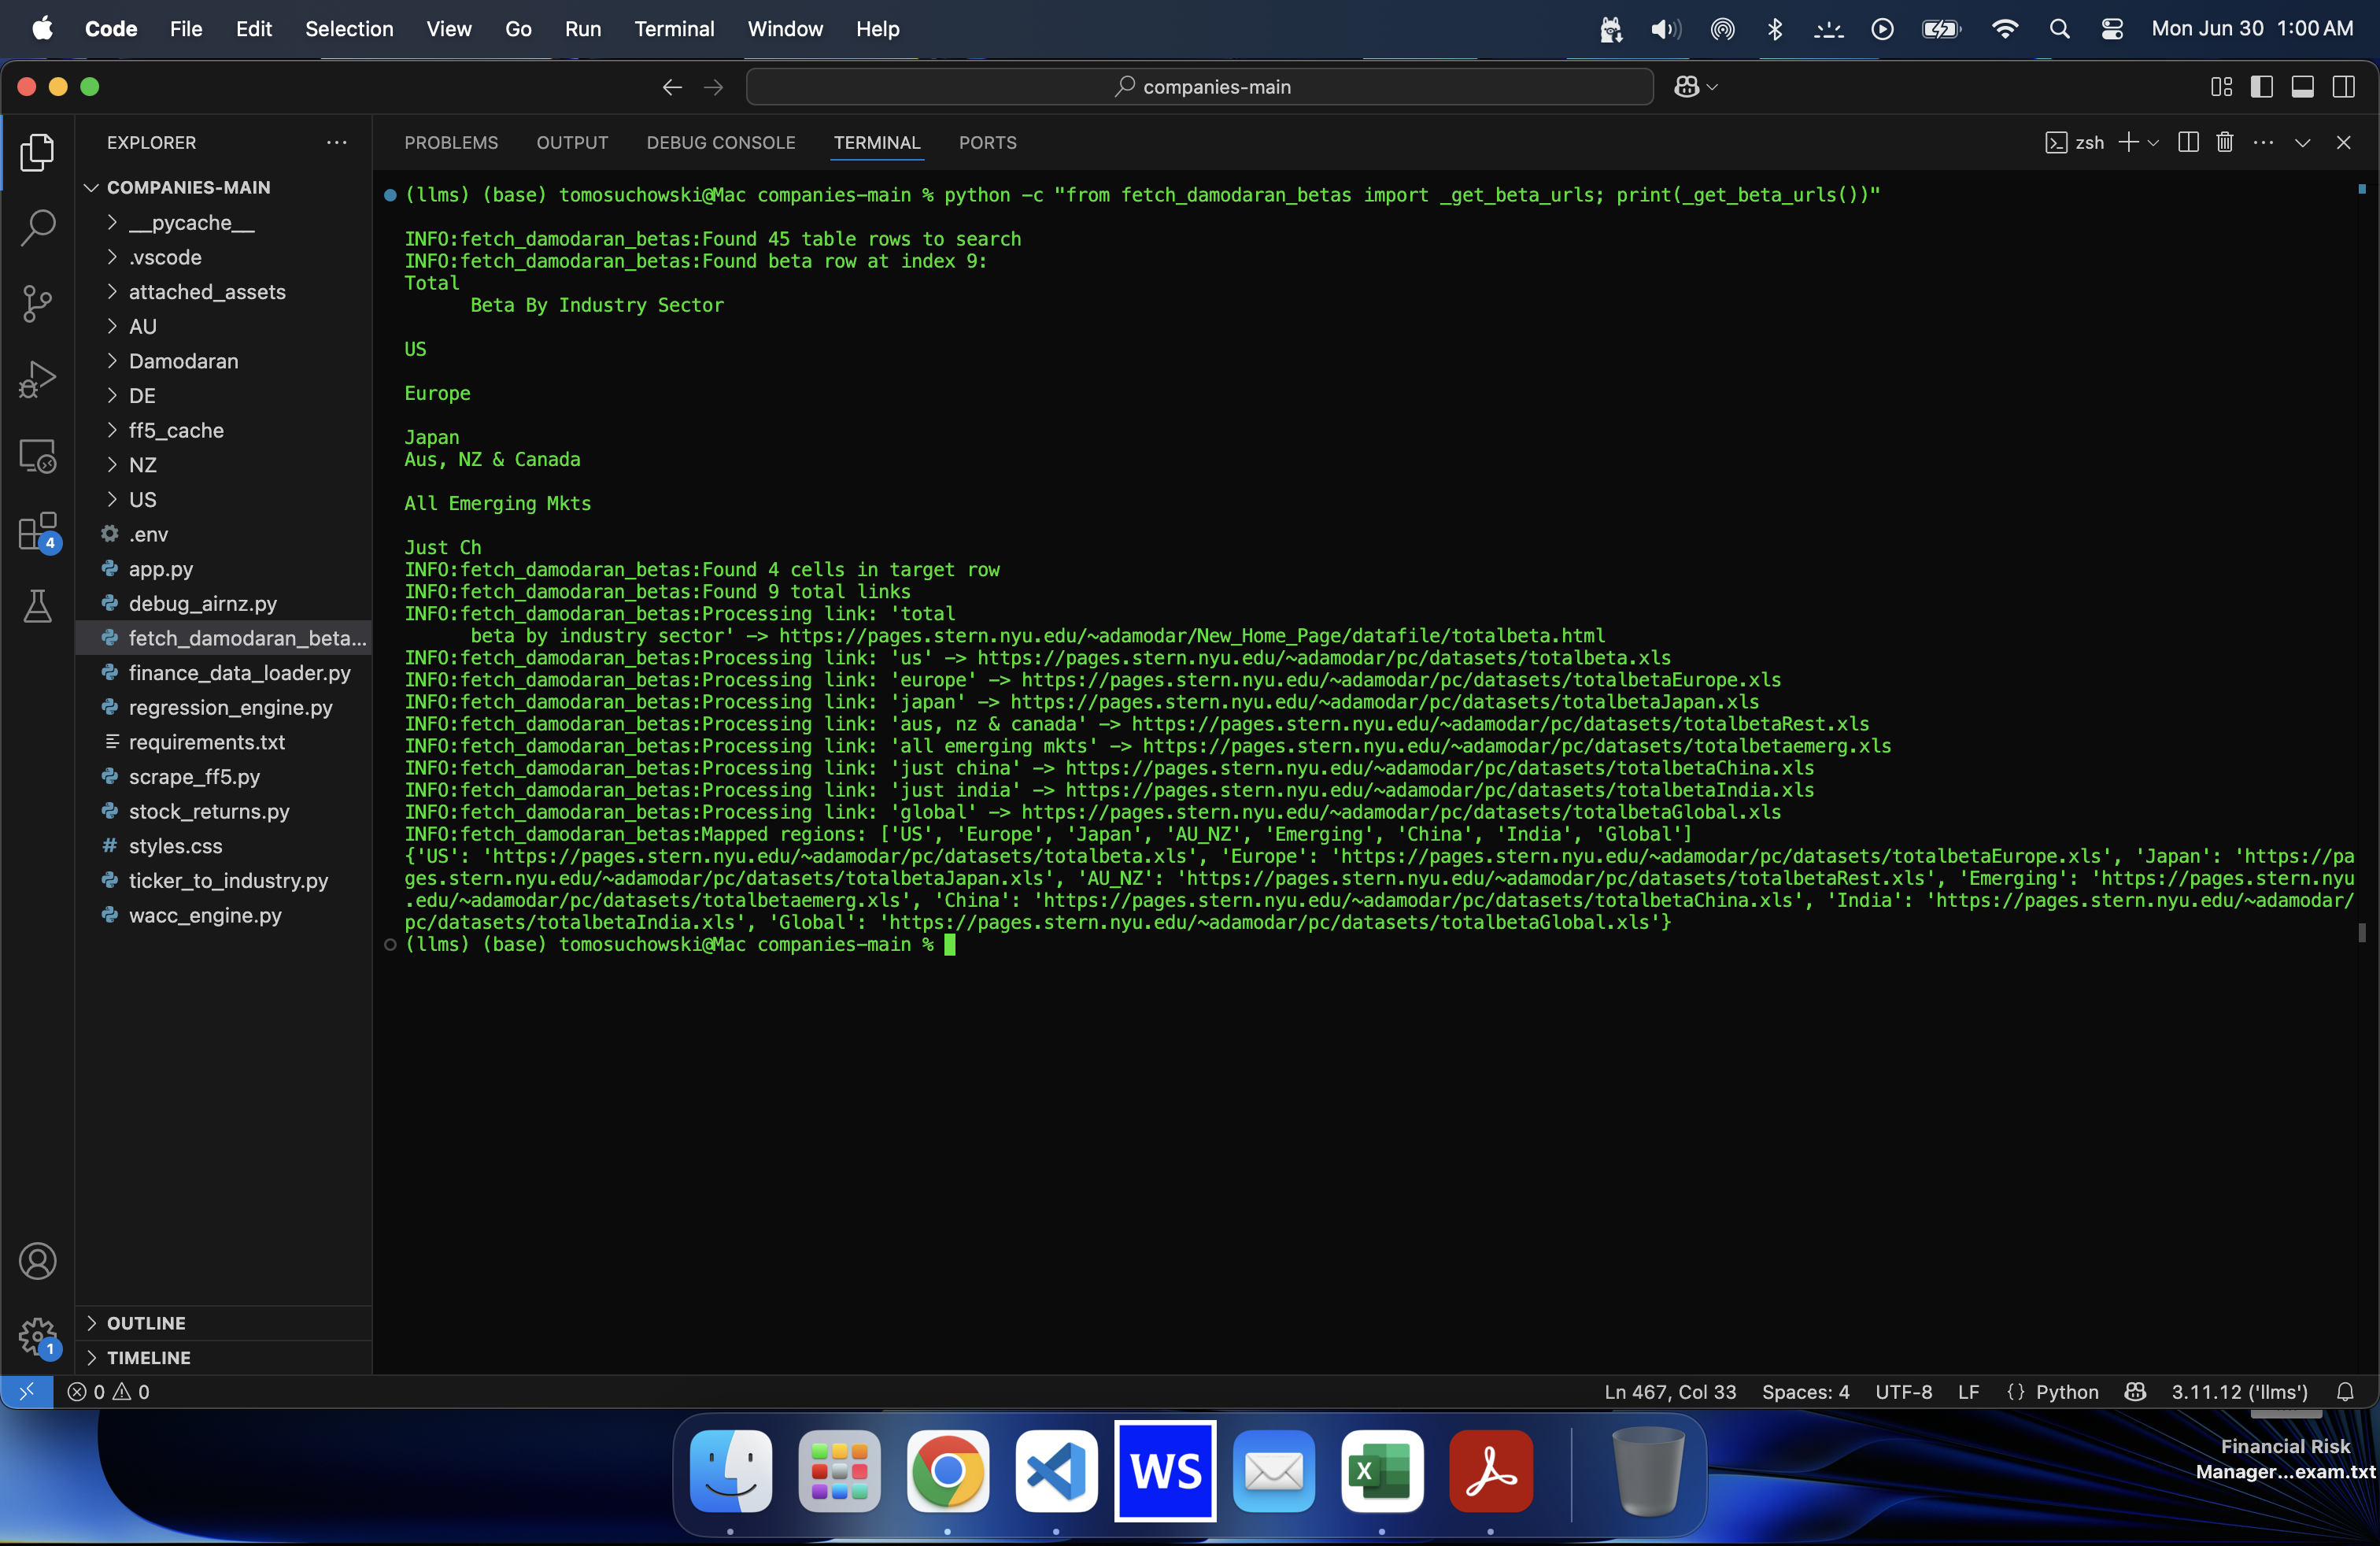 Code File Edit Selection View Go Run Terminal Window Help Mon Jun 30 1:00 AM
companies-main
EXPLORER
COMPANIES-MAIN
__pycache__
.vscode
attached_assets
AU
Damodaran
DE
ff5_cache
NZ
US
.env
app.py
debug_airnz.py
fetch_damodaran_beta...
finance_data_loader.py
regression_engine.py
requirements.txt
scrape_ff5.py
stock_returns.py
# styles.css
ticker_to_industry.py
wacc_engine.py
OUTLINE
TIMELINE
4
1
PROBLEMS OUTPUT DEBUG CONSOLE TERMINAL PORTS zsh
(llms) (base) tomosuchowski@Mac companies-main % python -c "from fetch_damodaran_betas import _get_beta_urls; print(_get_beta_urls())"
INFO:fetch_damodaran_betas:Found 45 table rows to search
INFO:fetch_damodaran_betas:Found beta row at index 9:
Total
Beta By Industry Sector
US
Europe
Japan
Aus, NZ & Canada
All Emerging Mkts
Just Ch
INFO:fetch_damodaran_betas:Found 4 cells in target row
INFO:fetch_damodaran_betas:Found 9 total links
INFO:fetch_damodaran_betas:Processing link: 'total
beta by industry sector' -> https://pages.stern.nyu.edu/~adamodar/New_Home_Page/datafile/totalbeta.html
INFO:fetch_damodaran_betas:Processing link: 'us' -> https://pages.stern.nyu.edu/~adamodar/pc/datasets/totalbeta.xls
INFO:fetch_damodaran_betas:Processing link: 'europe' -> https://pages.stern.nyu.edu/~adamodar/pc/datasets/totalbetaEurope.xls
INFO:fetch_damodaran_betas:Processing link: 'japan' -> https://pages.stern.nyu.edu/~adamodar/pc/datasets/totalbetaJapan.xls
INFO:fetch_damodaran_betas:Processing link: 'aus, nz & canada' -> https://pages.stern.nyu.edu/~adamodar/pc/datasets/totalbetaRest.xls
INFO:fetch_damodaran_betas:Processing link: 'all emerging mkts' -> https://pages.stern.nyu.edu/~adamodar/pc/datasets/totalbetaemerg.xls
INFO:fetch_damodaran_betas:Processing link: 'just china' -> https://pages.stern.nyu.edu/~adamodar/pc/datasets/totalbetaChina.xls
INFO:fetch_damodaran_betas:Processing link: 'just india' -> https://pages.stern.nyu.edu/~adamodar/pc/datasets/totalbetaIndia.xls
INFO:fetch_damodaran_betas:Processing link: 'global' -> https://pages.stern.nyu.edu/~adamodar/pc/datasets/totalbetaGlobal.xls
INFO:fetch_damodaran_betas:Mapped regions: ['US', 'Europe', 'Japan', 'AU_NZ', 'Emerging', 'China', 'India', 'Global']
{'US': 'https://pages.stern.nyu.edu/~adamodar/pc/datasets/totalbeta.xls', 'Europe': 'https://pages.stern.nyu.edu/~adamodar/pc/datasets/totalbetaEurope.xls', 'Japan': 'https://pa
ges.stern.nyu.edu/~adamodar/pc/datasets/totalbetaJapan.xls', 'AU_NZ': 'https://pages.stern.nyu.edu/~adamodar/pc/datasets/totalbetaRest.xls', 'Emerging': 'https://pages.stern.nyu
.edu/~adamodar/pc/datasets/totalbetaemerg.xls', 'China': 'https://pages.stern.nyu.edu/~adamodar/pc/datasets/totalbetaChina.xls', 'India': 'https://pages.stern.nyu.edu/~adamodar/
pc/datasets/totalbetaIndia.xls', 'Global': 'https://pages.stern.nyu.edu/~adamodar/pc/datasets/totalbetaGlobal.xls'}
(llms) (base) tomosuchowski@Mac companies-main %
0 0 Ln 467, Col 33 Spaces: 4 UTF-8 LF {} Python 3.11.12 ('llms')
WS
X
Financial Risk
Manager...exam.txt